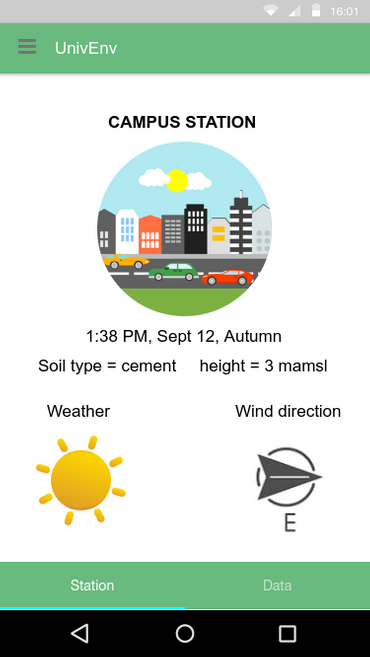 16:01
UnivEnv
CAMPUS STATION
1:38 PM, Sept 12, Autumn
Soil type = cement height = 3 mamsl
Weather Wind direction
E
Station Data